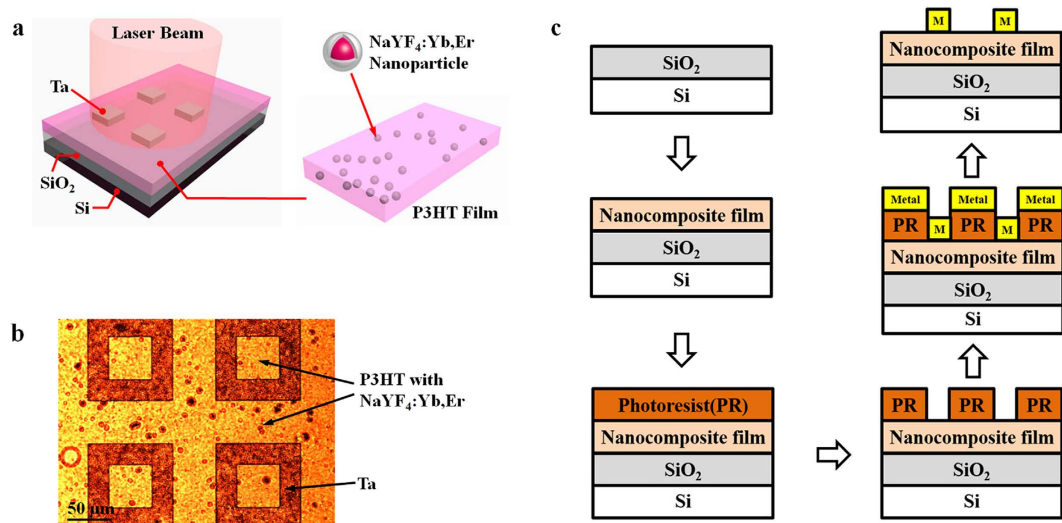 a
Laser Beam
Ta
SiO₂
Si
NaYF₄:Yb,Er
Nanoparticle
P3HT Film
b
P3HT with
NaYF₄:Yb,Er
Ta
50 μm
c
SiO₂
Si
Nanocomposite film
SiO₂
Si
Photoresist(PR)
Nanocomposite film
SiO₂
Si
PR PR PR
Nanocomposite film
SiO₂
Si
Metal Metal Metal
PR M PR M PR
Nanocomposite film
SiO₂
Si
M M
Nanocomposite film
SiO₂
Si